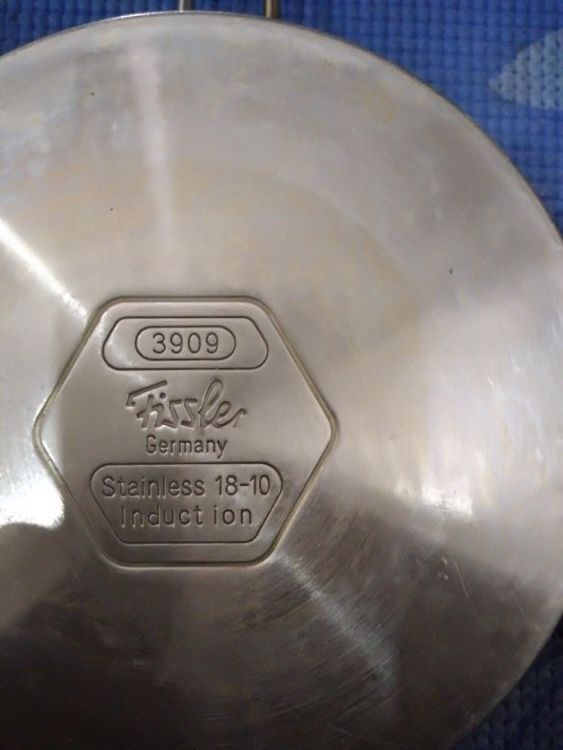 3909
Fissler
Germany
Stainless 18-10
Induction